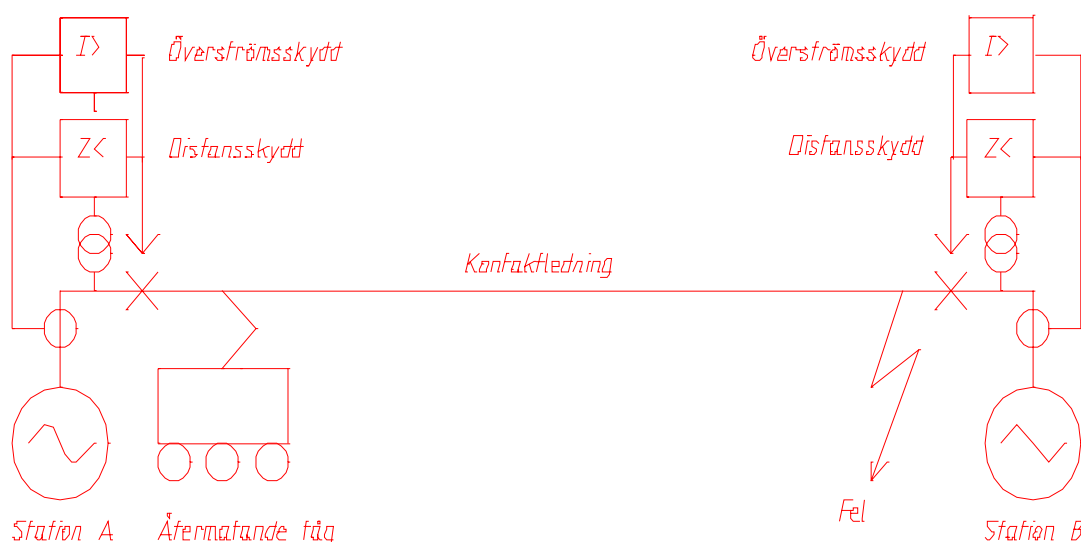 I>
Överströmsskydd
Överströmsskydd
I>
Z<
Distansskydd
Distansskydd
Z<
Kontaktledning
Fel
Station A
Återmatande tåg
Station B